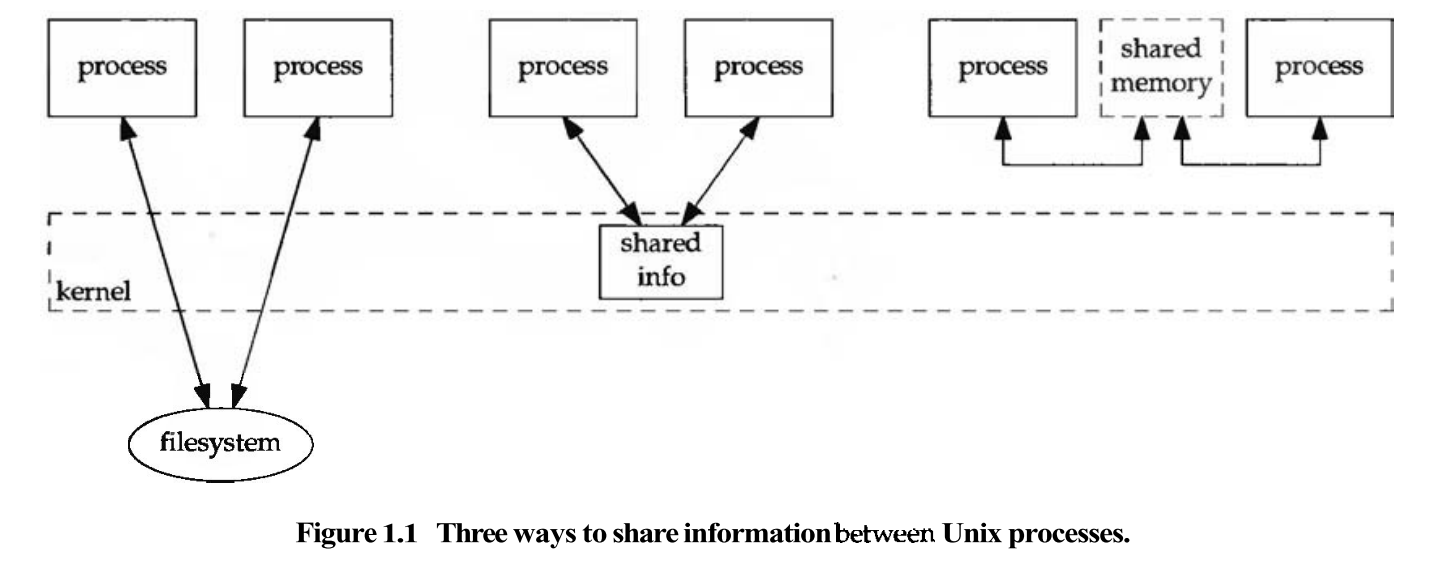 process process process process process shared memory process
shared
info
kernel
filesystem
Figure 1.1 Three ways to share information between Unix processes.